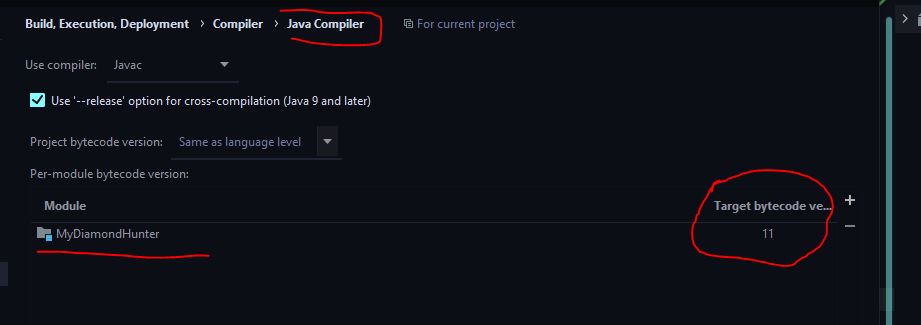 Build, Execution, Deployment › Compiler › Java Compiler For current project
Use compiler: Javac
Use '--release' option for cross-compilation (Java 9 and later)
Project bytecode version: Same as language level
Per-module bytecode version:
Module Target bytecode ve...
MyDiamondHunter 11